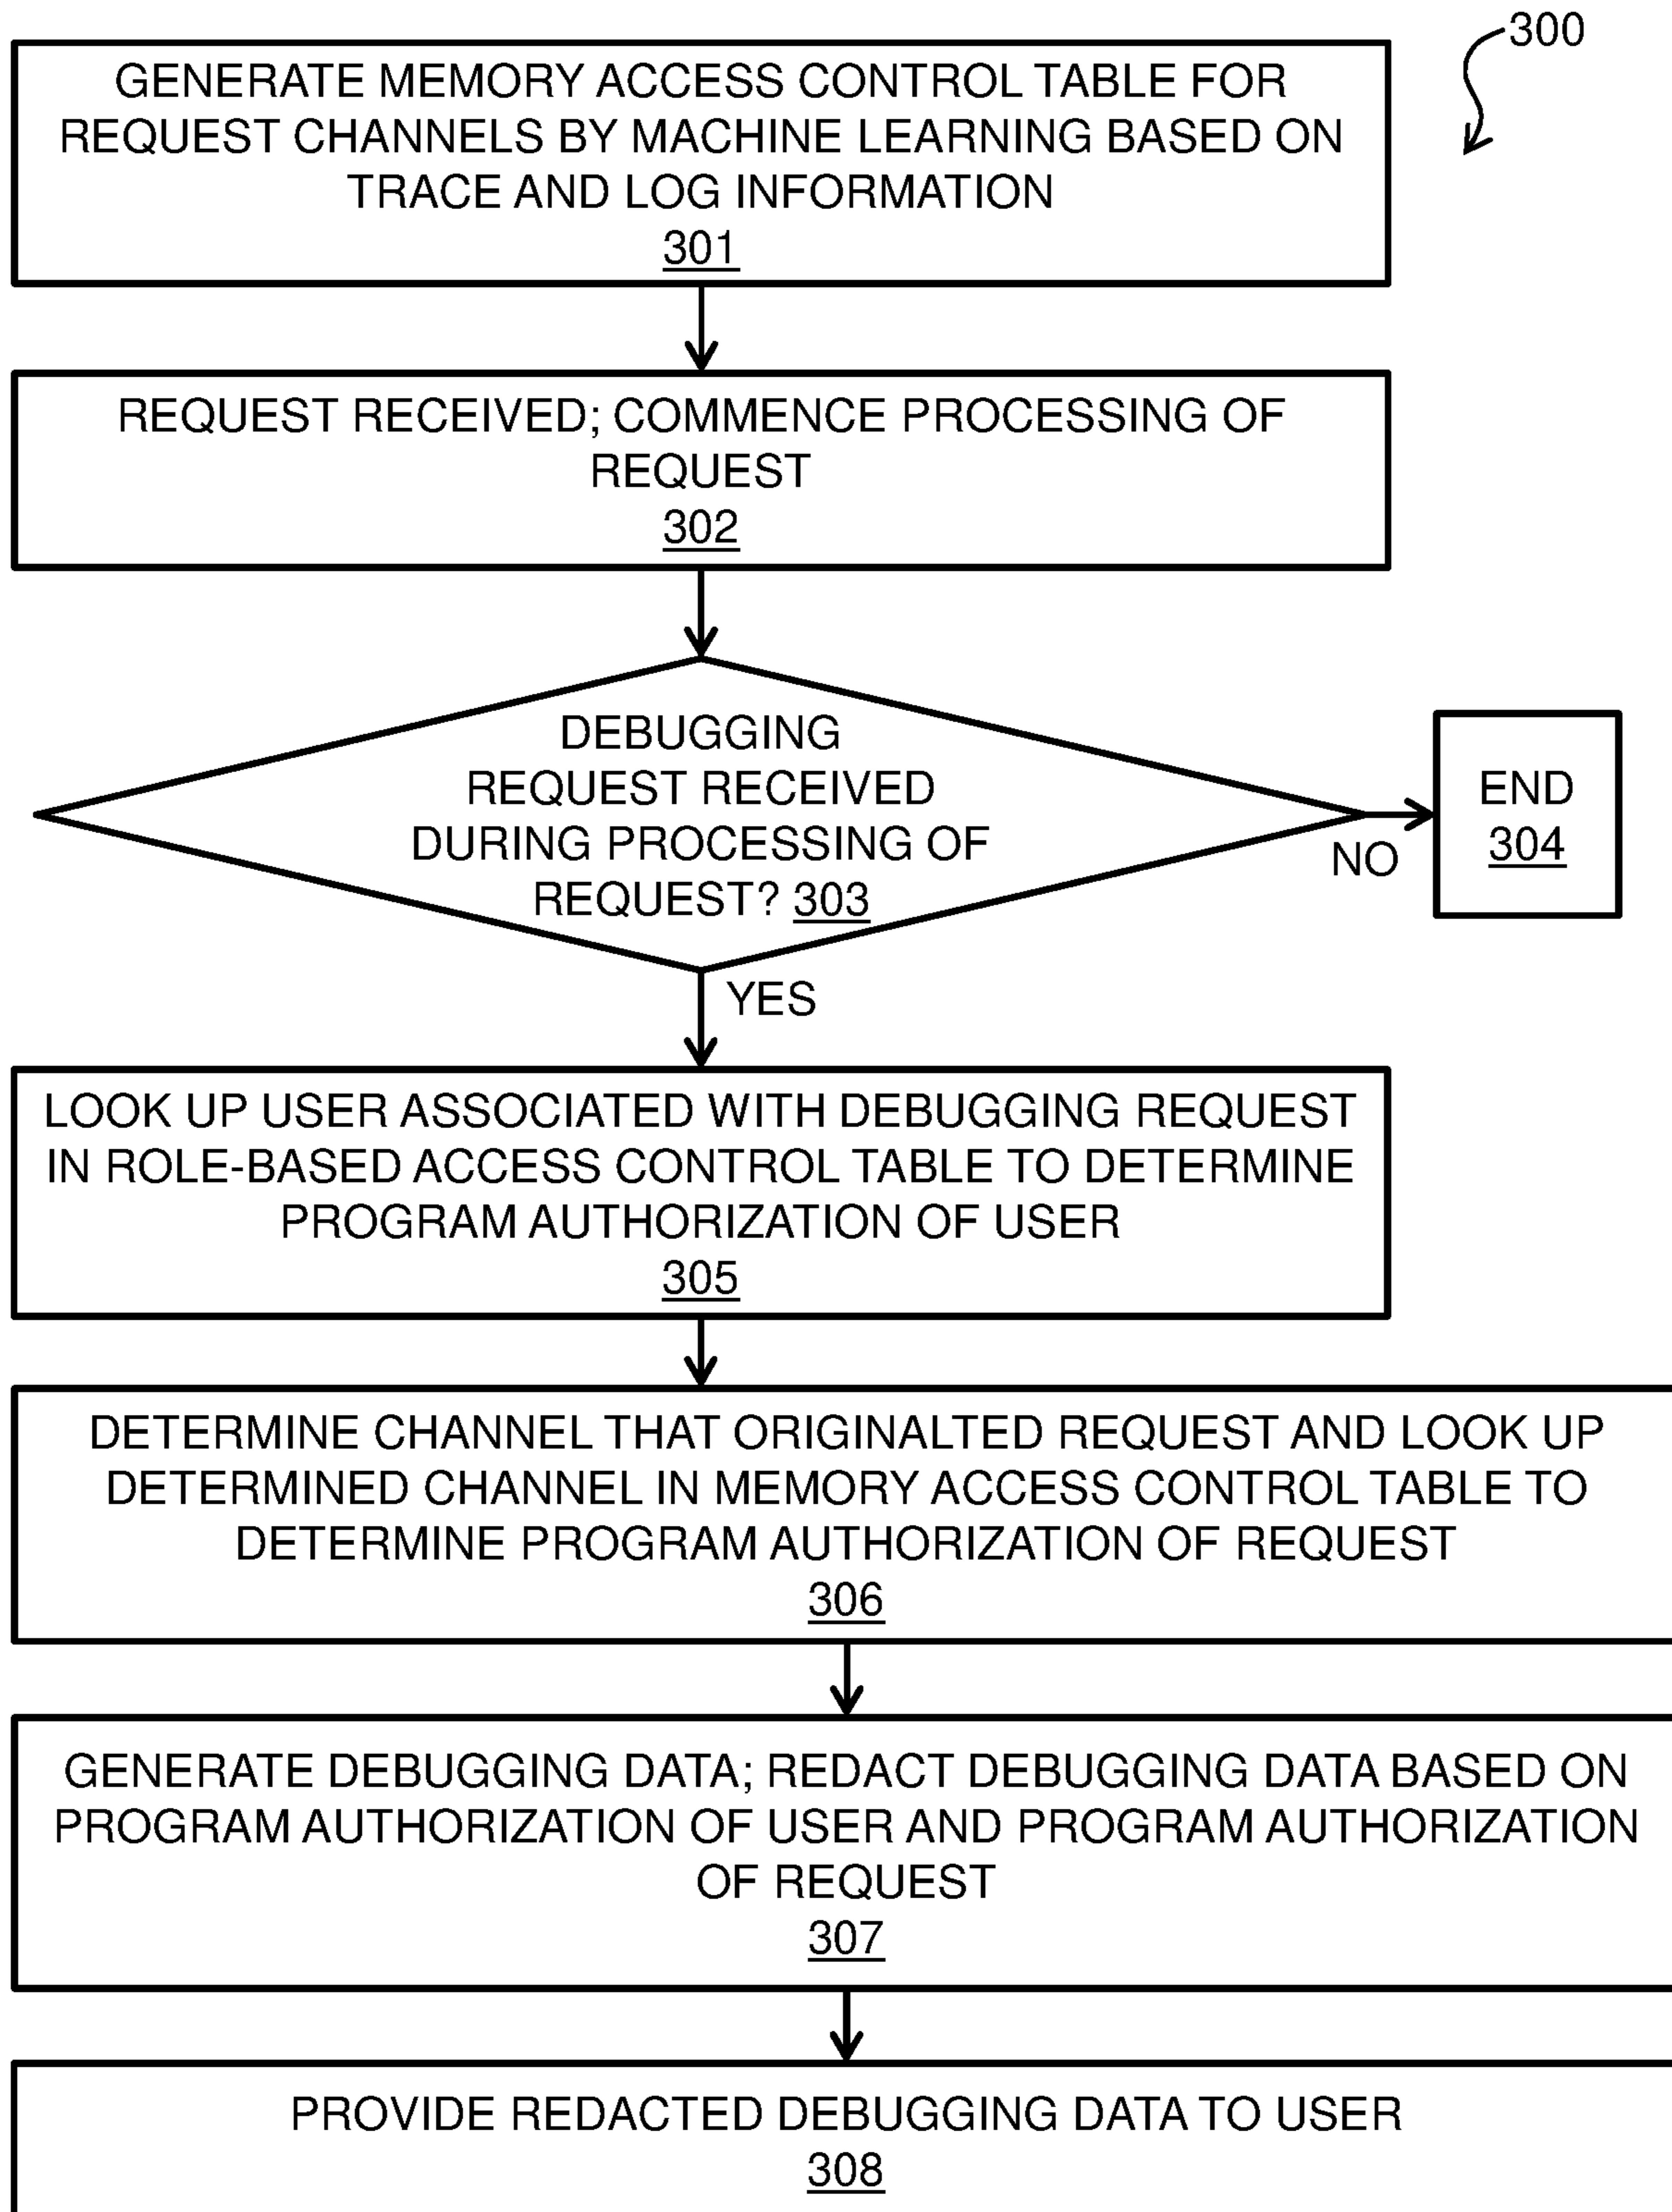 300
GENERATE MEMORY ACCESS CONTROL TABLE FOR
REQUEST CHANNELS BY MACHINE LEARNING BASED ON
TRACE AND LOG INFORMATION
301
REQUEST RECEIVED; COMMENCE PROCESSING OF
REQUEST
302
DEBUGGING
REQUEST RECEIVED
DURING PROCESSING OF
REQUEST? 303
NO
END
304
YES
LOOK UP USER ASSOCIATED WITH DEBUGGING REQUEST
IN ROLE-BASED ACCESS CONTROL TABLE TO DETERMINE
PROGRAM AUTHORIZATION OF USER
305
DETERMINE CHANNEL THAT ORIGINALTED REQUEST AND LOOK UP
DETERMINED CHANNEL IN MEMORY ACCESS CONTROL TABLE TO
DETERMINE PROGRAM AUTHORIZATION OF REQUEST
306
GENERATE DEBUGGING DATA; REDACT DEBUGGING DATA BASED ON
PROGRAM AUTHORIZATION OF USER AND PROGRAM AUTHORIZATION
OF REQUEST
307
PROVIDE REDACTED DEBUGGING DATA TO USER
308